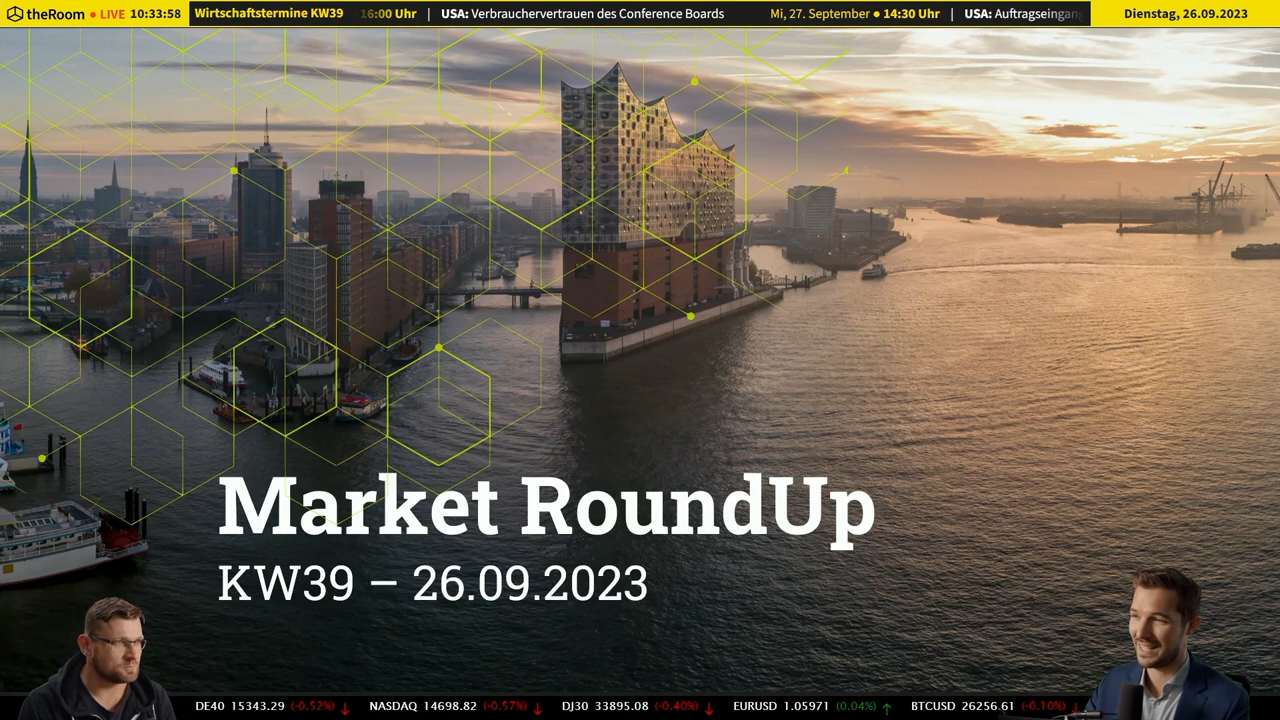 theRoom ● LIVE 10:33:58 Wirtschaftstermine KW39 16:00 Uhr | USA: Verbrauchervertrauen des Conference Boards Mi, 27. September ● 14:30 Uhr | USA: Auftragseingang Dienstag, 26.09.2023
Market RoundUp
KW39 – 26.09.2023
DE40 15343.29 (-0.52%) ↓ NASDAQ 14698.82 (-0.57%) ↓ DJ30 33895.08 (-0.40%) ↓ EURUSD 1.05971 (0.04%) ↑ BTCUSD 26256.61 (-0.10%) ↓